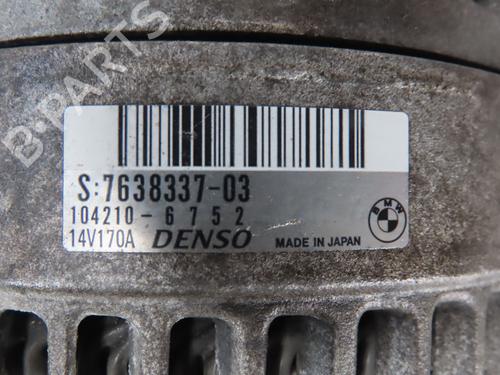 S:7638337-03
104210-6752
14V170A DENSO MADE IN JAPAN
BMW
B-PARTS